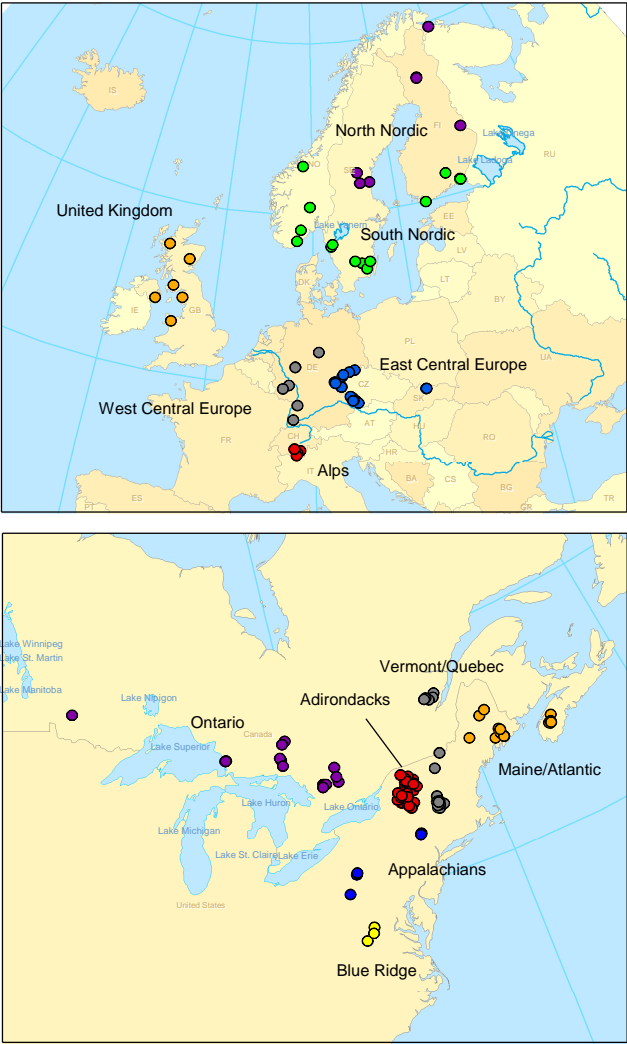 IS
North Nordic
FI
Lake Onega
Lake Ladoga
RU
NO
SE
United Kingdom
Lake Vanern
South Nordic
EE
LV
DK
LT
IE
GB
BY
PL
East Central Europe
DE
UA
CZ
West Central Europe
SK
FR
CH
AT
HU
RO
HR
IT
Alps
BA
CS
BG
PT
ES
GR
TR
Lake Winnipeg
Lake St. Martin
Lake Manitoba
Vermont/Quebec
Lake Nipigon
Adirondacks
Ontario
Canada
Lake Superior
Maine/Atlantic
Lake Huron
Lake Ontario
Lake Michigan
Lake St. Claire
Lake Erie
Appalachians
United States
Blue Ridge